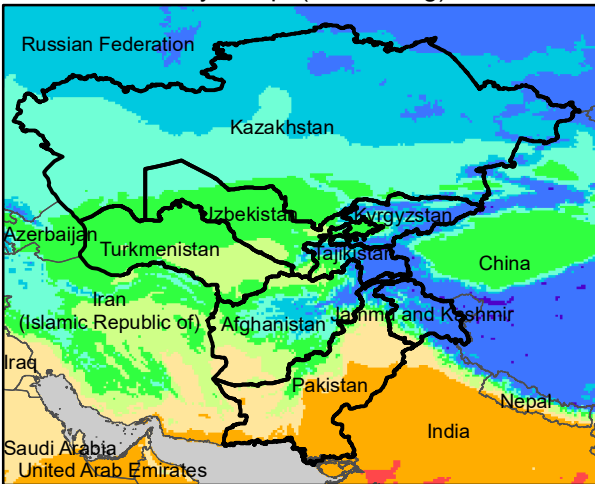 Russian Federation
Kazakhstan
Uzbekistan
Kyrgyzstan
Azerbaijan
Turkmenistan
Tajikistan
China
Iran
(Islamic Republic of)
Afghanistan
Jammu and Kashmir
Iraq
Pakistan
Nepal
India
Saudi Arabia
United Arab Emirates